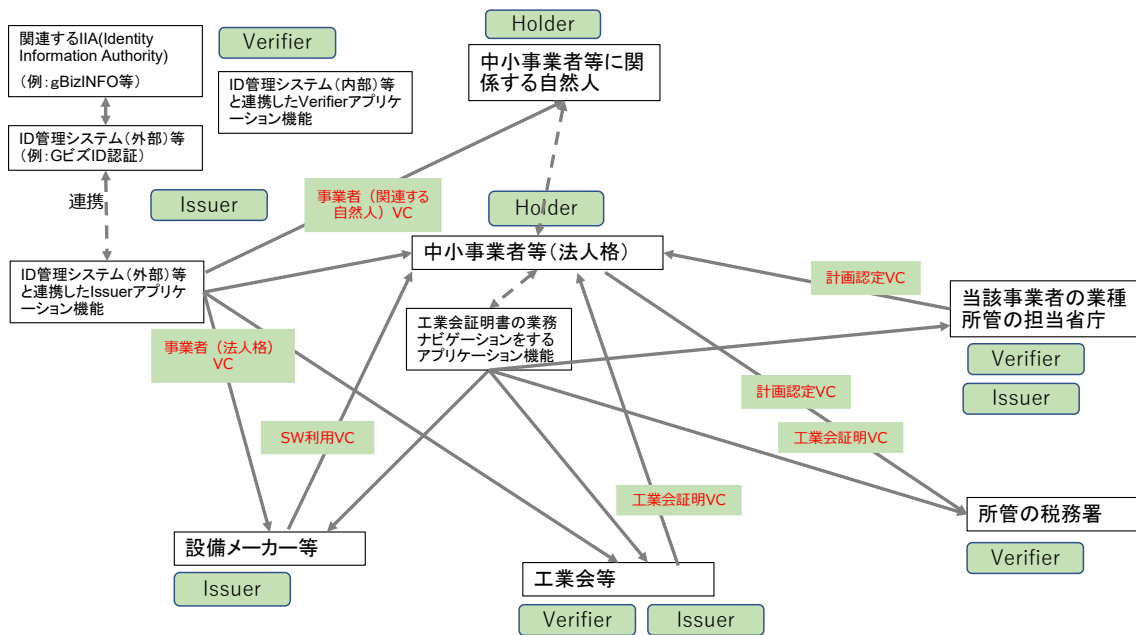 関連するIIA(Identity
Information Authority)
（例：gBizINFO等）
Verifier
ID管理システム（内部）等
と連携したVerifierアプリケ
ーション機能
Holder
中小事業者等に関
係する自然人
ID管理システム（外部）等
（例：GビズID認証）
連携
Issuer
事業者（関連する
自然人）VC
Holder
中小事業者等（法人格）
ID管理システム（外部）等
と連携したIssuerアプリケ
ーション機能
計画認定VC
当該事業者の業種
所管の担当省庁
Verifier
Issuer
工業会証明書の業務
ナビゲーションをする
アプリケーション機能
事業者（法人格）
VC
計画認定VC
SW利用VC
工業会証明VC
工業会証明VC
所管の税務署
Verifier
設備メーカー等
Issuer
工業会等
Verifier
Issuer